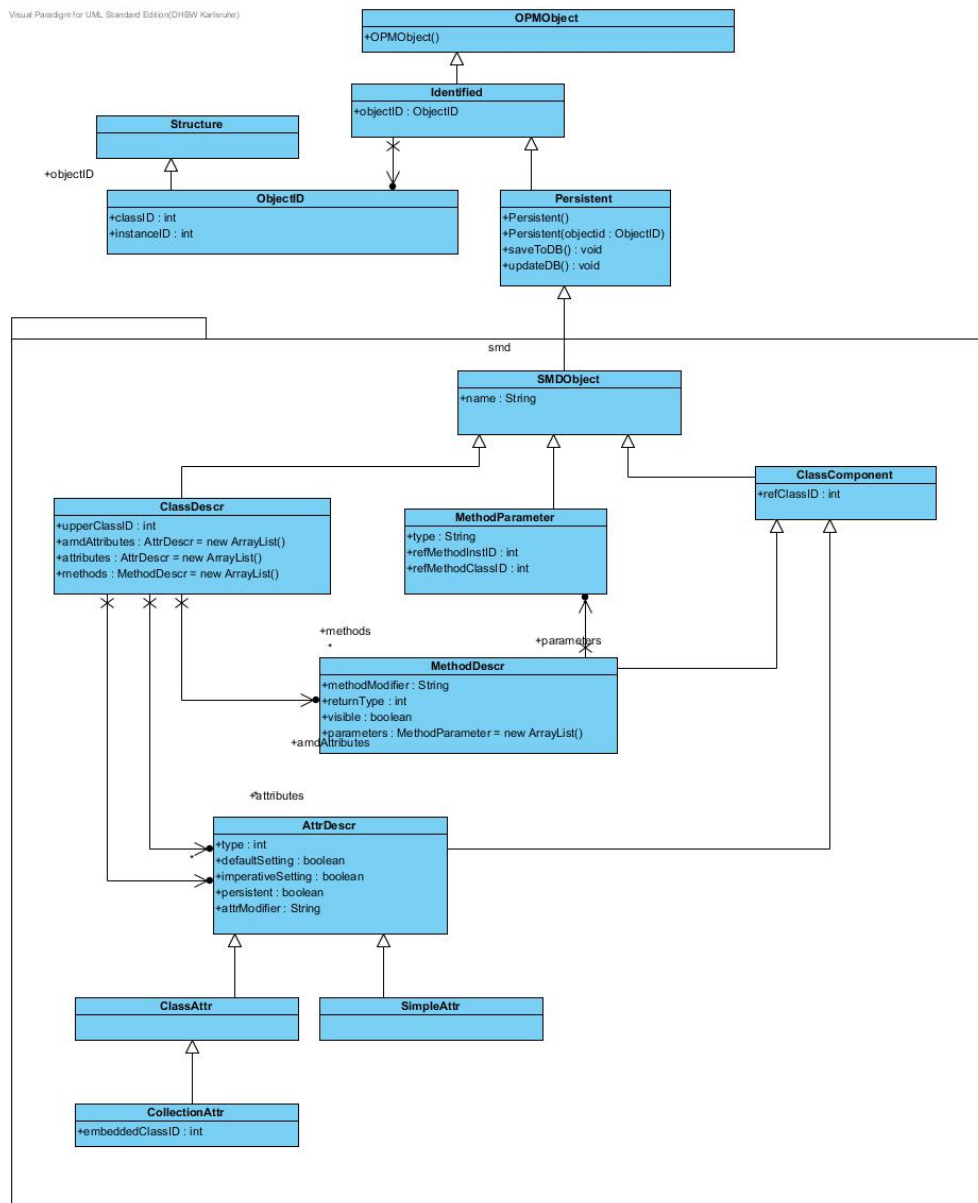 Visual Paradigm for UML Standard Edition(DHBW Karlsruhe)
OPMObject
+OPMObject()
Identified
+objectID : ObjectID
Structure
+objectID
ObjectID
+classID : int
+instanceID : int
Persistent
+Persistent()
+Persistent(objectid : ObjectID)
+saveToDB() : void
+updateDB() : void
smd
SMDObject
+name : String
ClassComponent
+refClassID : int
ClassDescr
+upperClassID : int
+amdAttributes : AttrDescr = new ArrayList()
+attributes : AttrDescr = new ArrayList()
+methods : MethodDescr = new ArrayList()
MethodParameter
+type : String
+refMethodInstID : int
+refMethodClassID : int
+methods
*
+parameters
MethodDescr
+methodModifier : String
+returnType : int
+visible : boolean
+parameters : MethodParameter = new ArrayList()
+amdAttributes
+attributes
*
AttrDescr
+type : int
+defaultSetting : boolean
+imperativeSetting : boolean
+persistent : boolean
+attrModifier : String
*
ClassAttr
SimpleAttr
CollectionAttr
+embeddedClassID : int